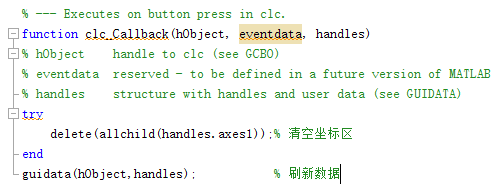 % --- Executes on button press in clc.
function clc_Callback(hObject, eventdata, handles)
% hObject    handle to clc (see GCBO)
% eventdata  reserved - to be defined in a future version of MATLAB
% handles    structure with handles and user data (see GUIDATA)
try
    delete(allchild(handles.axes1));% 清空坐标区
end
guidata(hObject,handles);          % 刷新数据